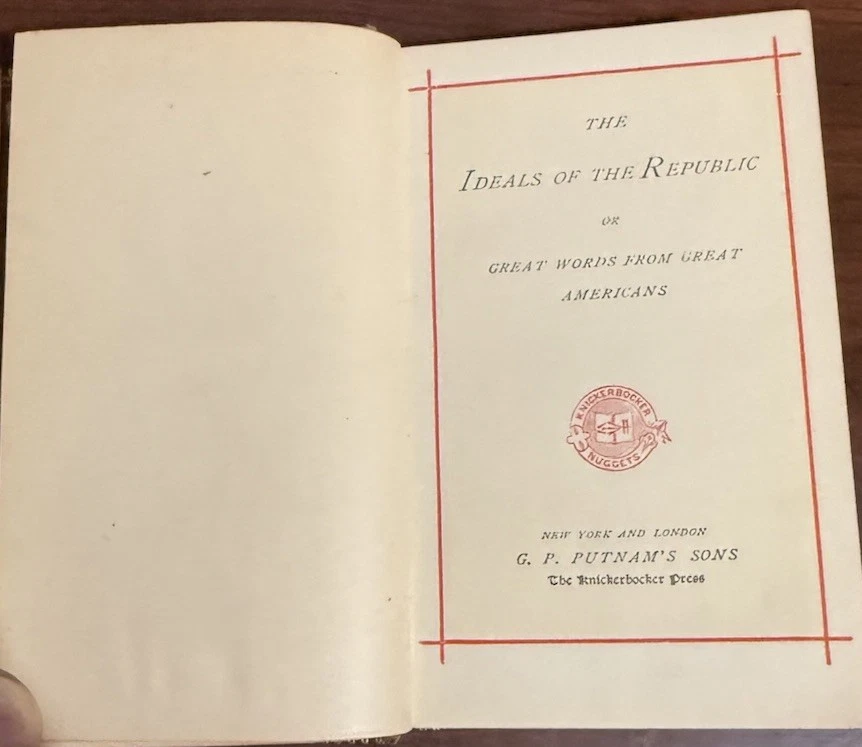 THE
IDEALS OF THE REPUBLIC
OR
GREAT WORDS FROM GREAT
AMERICANS
KNICKERBOCKER
NUGGETS
NEW YORK AND LONDON
G. P. PUTNAM'S SONS
The Knickerbocker Press